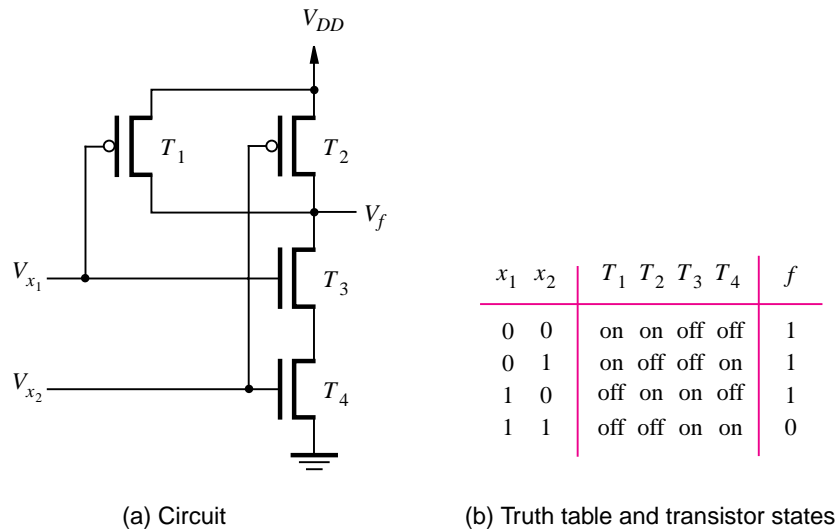 V_DD
T_1
T_2
V_f
V_x_1
T_3
V_x_2
T_4
x_1 x_2 T_1 T_2 T_3 T_4 f
0 0 on on off off 1
0 1 on off off on 1
1 0 off on on off 1
1 1 off off on on 0
(a) Circuit
(b) Truth table and transistor states